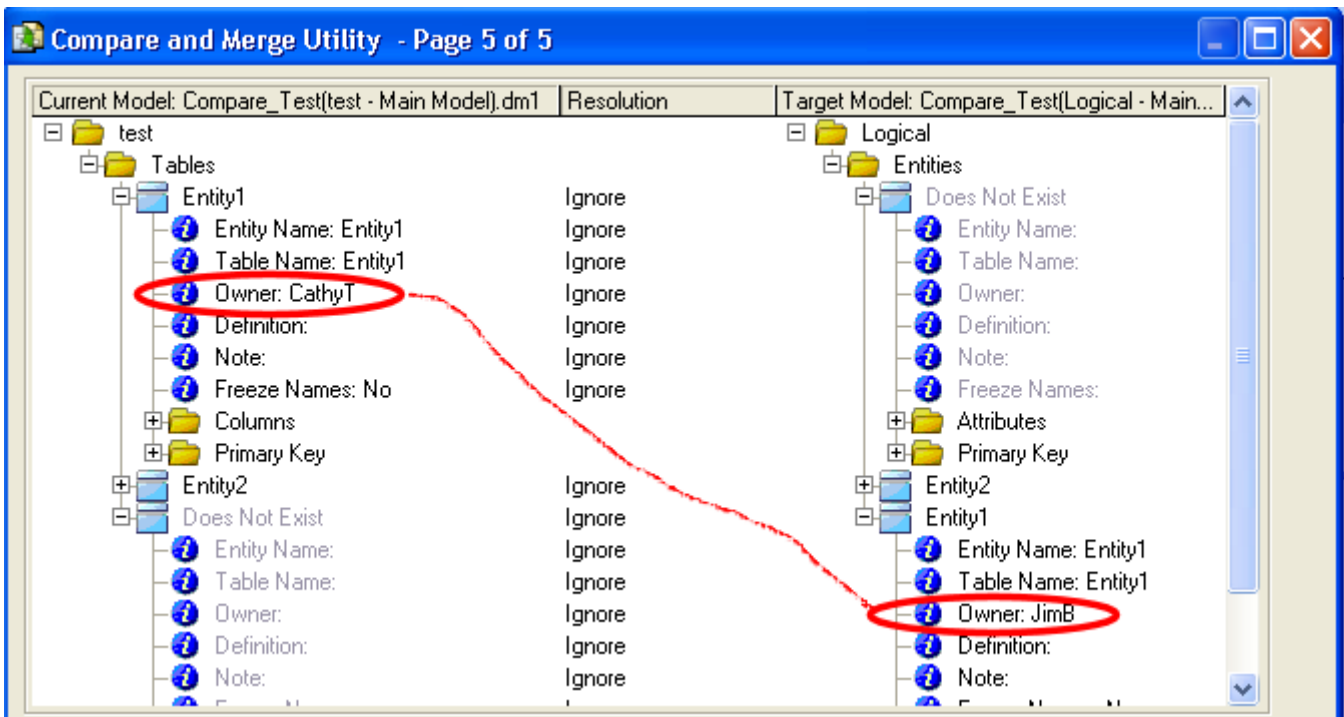 Compare and Merge Utility - Page 5 of 5
Current Model: Compare_Test(test - Main Model).dm1 Resolution Target Model: Compare_Test(Logical - Main...
test Logical
Tables Entities
Entity1 Ignore Does Not Exist
Entity Name: Entity1 Ignore Entity Name:
Table Name: Entity1 Ignore Table Name:
Owner: CathyT Ignore Owner:
Definition: Ignore Definition:
Note: Ignore Note:
Freeze Names: No Ignore Freeze Names:
Columns Attributes
Primary Key Primary Key
Entity2 Ignore Entity2
Does Not Exist Ignore Entity1
Entity Name: Ignore Entity Name: Entity1
Table Name: Ignore Table Name: Entity1
Owner: Ignore Owner: JimB
Definition: Ignore Definition:
Note: Ignore Note: